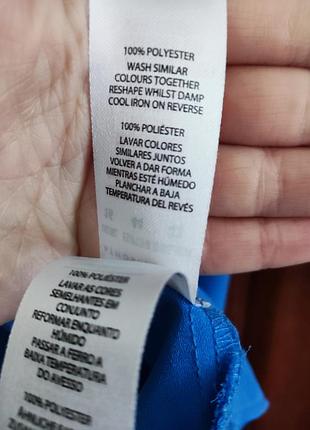 100% POLYESTER
WASH SIMILAR
COLOURS TOGETHER
RESHAPE WHILST DAMP
COOL IRON ON REVERSE
100% POLIÉSTER
LAVAR COLORES
SIMILARES JUNTOS
VOLVER A DAR FORMA
MIENTRAS ESTÉ HÚMEDO
PLANCHAR A BAJA
TEMPERATURA DEL REVÉS
100% POLIÉSTER
LAVAR AS CORES
SEMELHANTES EM
CONJUNTO
REFORMAR ENQUANTO
HÚMIDO
PASSAR A FERRO A
BAIXA TEMPERATURA
DO AVESSO
100% POLYESTER